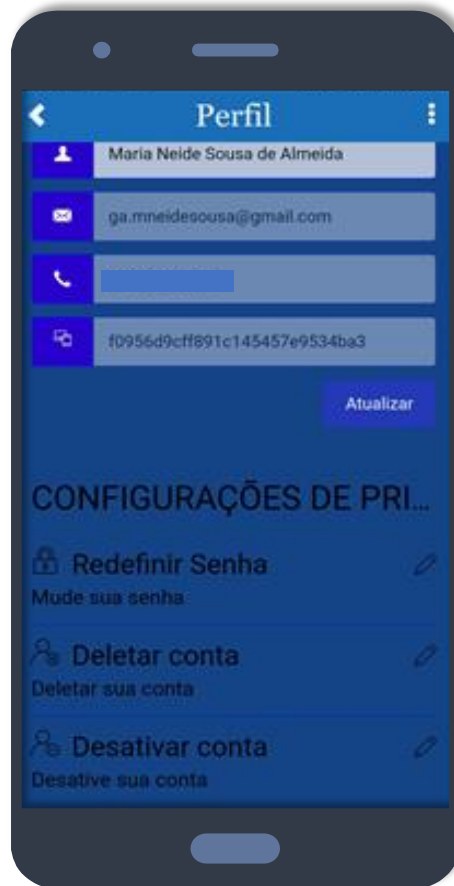 Perfil
Maria Neide Sousa de Almeida
ga.mneidesousa@gmail.com
f0956d9cff891c145457e9534ba3
Atualizar
CONFIGURAÇÕES DE PRI...
Redefinir Senha
Mude sua senha
Deletar conta
Deletar sua conta
Desativar conta
Desative sua conta